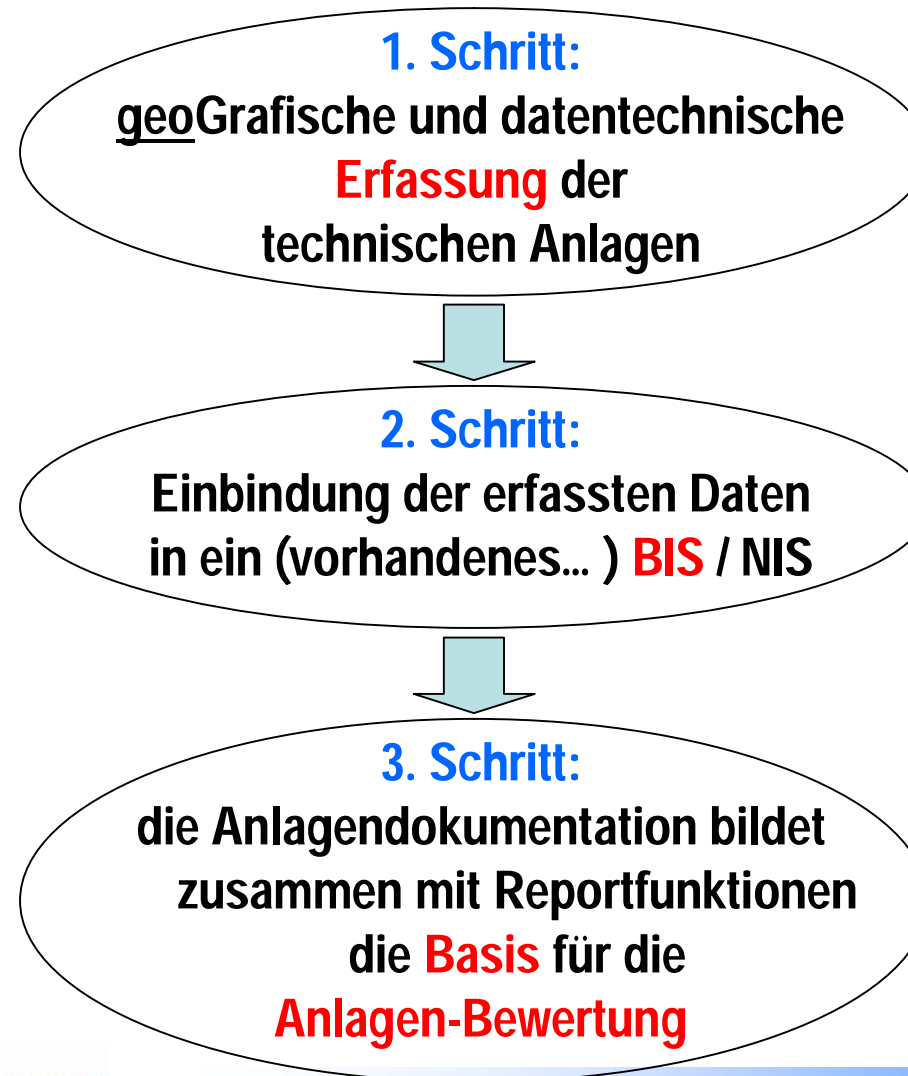 1. Schritt:
geoGrafische und datentechnische
Erfassung der
technischen Anlagen
2. Schritt:
Einbindung der erfassten Daten
in ein (vorhandenes... ) BIS / NIS
3. Schritt:
die Anlagendokumentation bildet
zusammen mit Reportfunktionen
die Basis für die
Anlagen-Bewertung